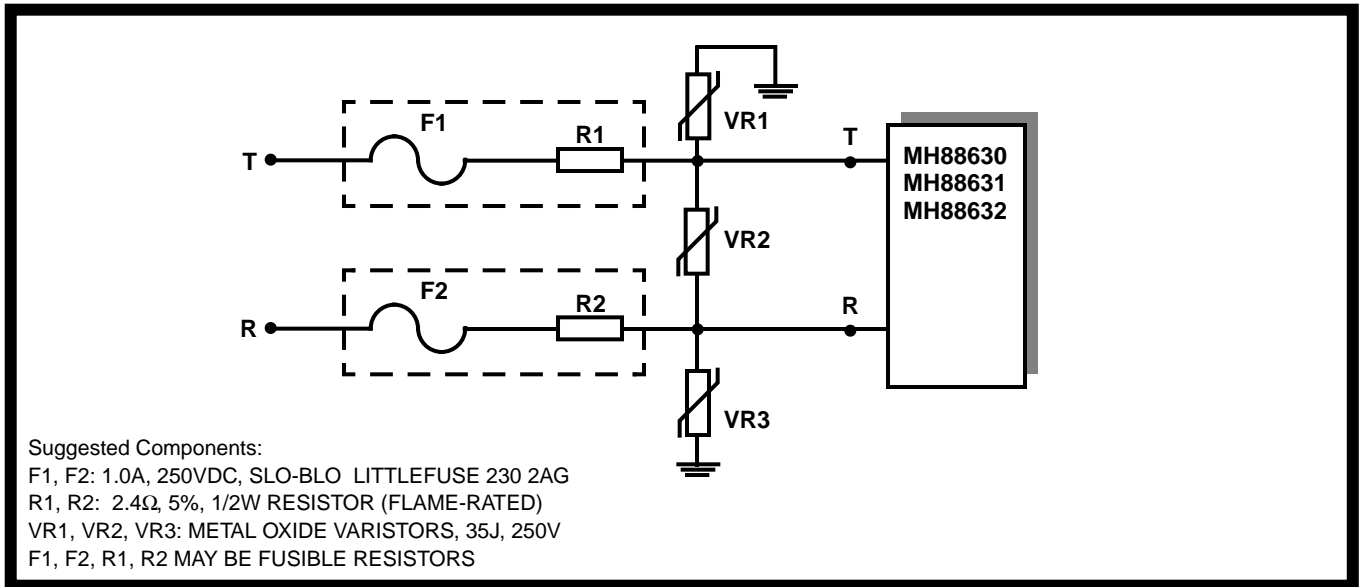 F1
R1
VR1
T
T
MH88630
MH88631
MH88632
VR2
F2
R2
R
R
VR3
Suggested Components:
F1, F2: 1.0A, 250VDC, SLO-BLO  LITTLEFUSE 230 2AG
R1, R2:  2.4Ω, 5%, 1/2W RESISTOR (FLAME-RATED)
VR1, VR2, VR3: METAL OXIDE VARISTORS, 35J, 250V
F1, F2, R1, R2 MAY BE FUSIBLE RESISTORS